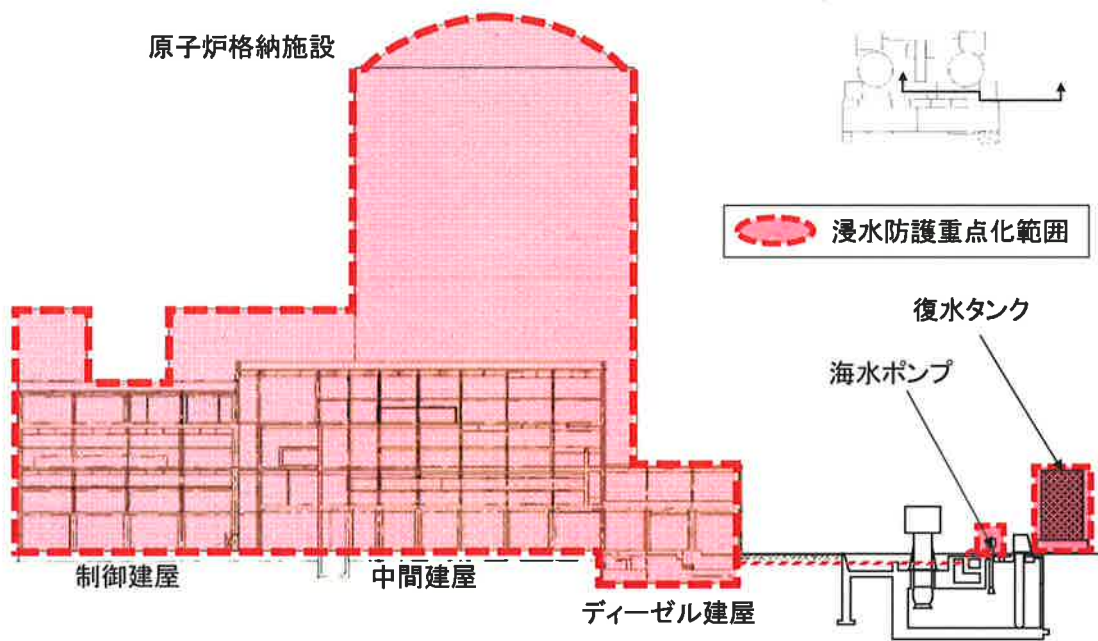 原子炉格納施設
浸水防護重点化範囲
復水タンク
海水ポンプ
制御建屋
中間建屋
ディーゼル建屋